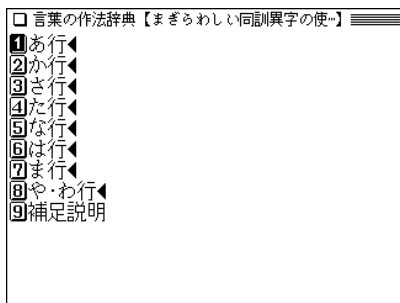 言葉の作法辞典【まぎらわしい同訓異字の使…】
1あ行
2か行
3さ行
4た行
5な行
6は行
7ま行
8や・わ行
9補足説明